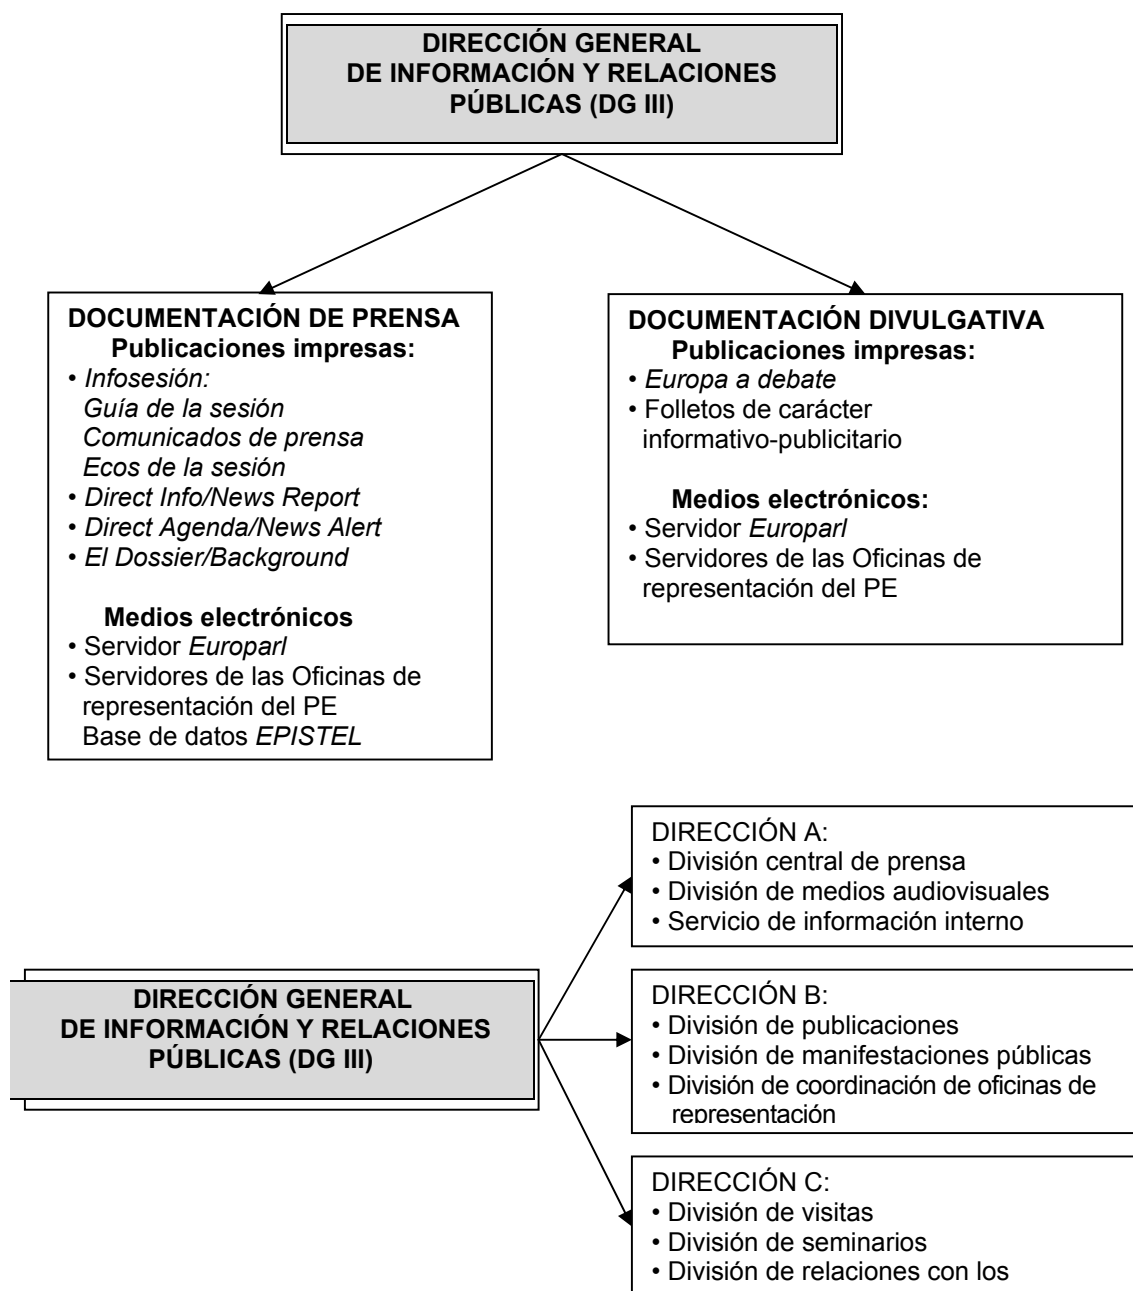 DIRECCIÓN GENERAL
DE INFORMACIÓN Y RELACIONES
PÚBLICAS (DG III)
DOCUMENTACIÓN DE PRENSA
Publicaciones impresas:
• Infosesión:
Guía de la sesión
Comunicados de prensa
Ecos de la sesión
• Direct Info/News Report
• Direct Agenda/News Alert
• El Dossier/Background
Medios electrónicos
• Servidor Europarl
• Servidores de las Oficinas de
representación del PE
Base de datos EPISTEL
DOCUMENTACIÓN DIVULGATIVA
Publicaciones impresas:
• Europa a debate
• Folletos de carácter
informativo-publicitario
Medios electrónicos:
• Servidor Europarl
• Servidores de las Oficinas de
representación del PE
DIRECCIÓN GENERAL
DE INFORMACIÓN Y RELACIONES
PÚBLICAS (DG III)
DIRECCIÓN A:
• División central de prensa
• División de medios audiovisuales
• Servicio de información interno
DIRECCIÓN B:
• División de publicaciones
• División de manifestaciones públicas
• División de coordinación de oficinas de
representación
DIRECCIÓN C:
• División de visitas
• División de seminarios
• División de relaciones con los